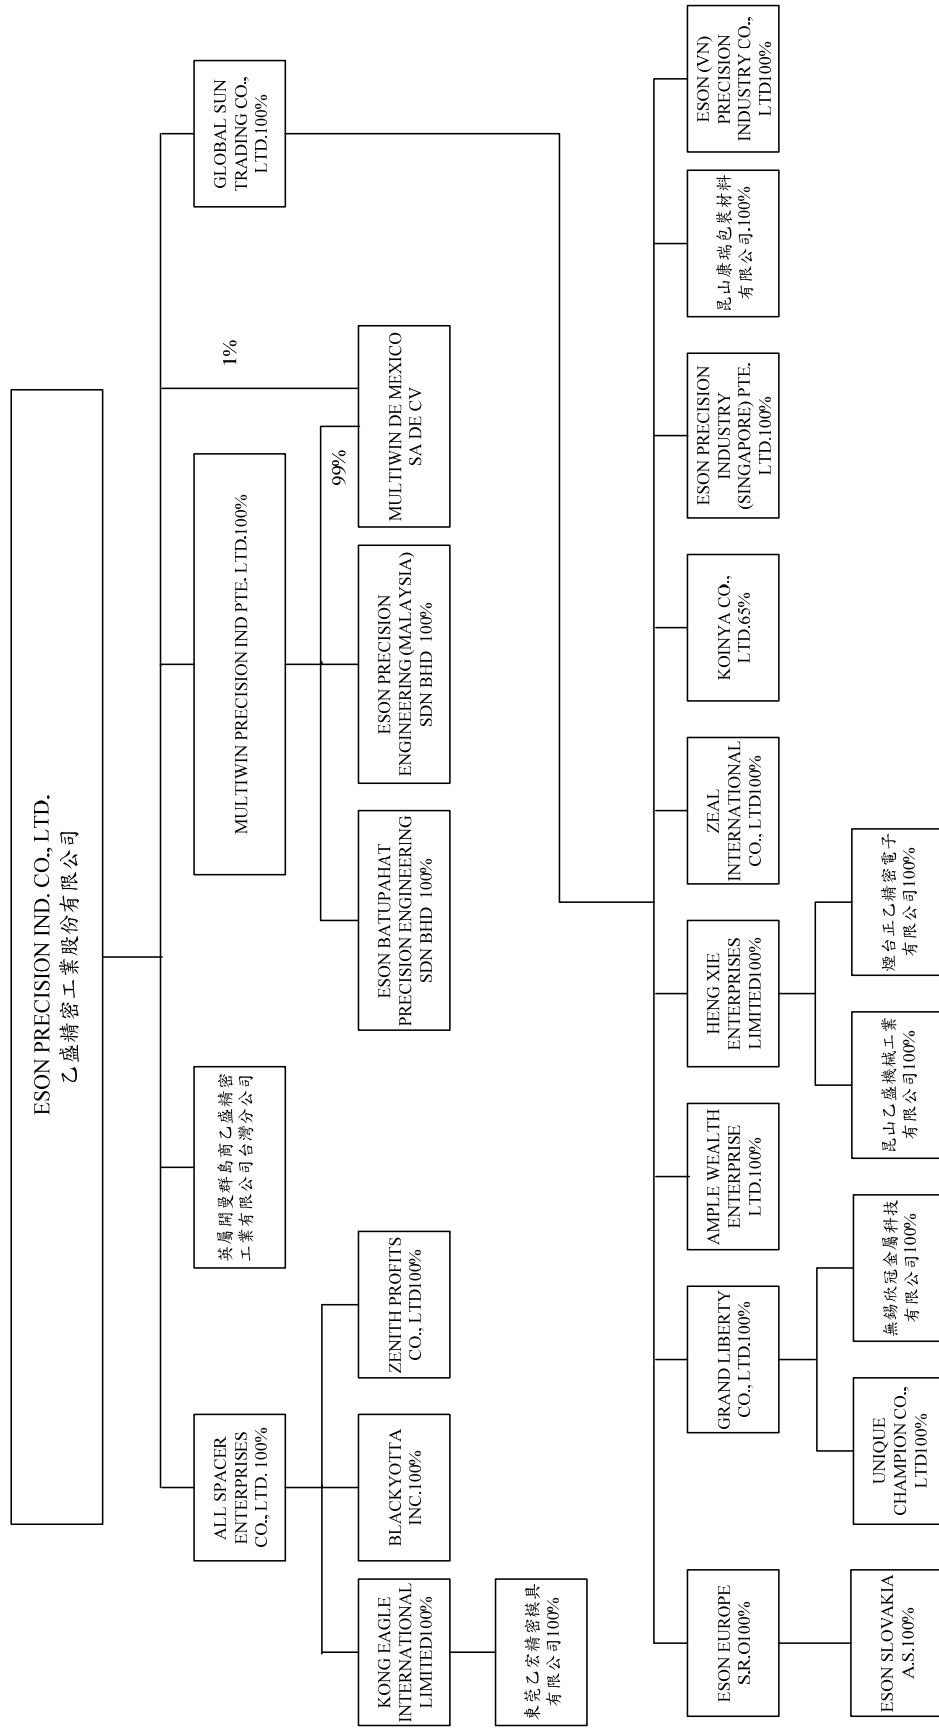 ESON PRECISION IND. CO., LTD.
乙盛精密工業股份有限公司
ALL SPACER
ENTERPRISES
CO., LTD. 100%
英屬開曼群島商乙盛精密
工業有限公司台灣分公司
MULTIWIN PRECISION IND PTE. LTD.100%
1%
GLOBAL SUN
TRADING CO.,
LTD.100%
KONG EAGLE
INTERNATIONAL
LIMITED100%
BLACKYOTTA
INC.100%
ZENITH PROFITS
CO., LTD100%
ESON BATUPAHAT
PRECISION ENGINEERING
SDN BHD 100%
ESON PRECISION
ENGINEERING (MALAYSIA)
SDN BHD 100%
99%
MULTIWIN DE MEXICO
SA DE CV
東莞乙宏精密模具
有限公司100%
ESON EUROPE
S.R.O100%
GRAND LIBERTY
CO., LTD.100%
AMPLE WEALTH
ENTERPRISE
LTD.100%
HENG XIE
ENTERPRISES
LIMITED100%
ZEAL
INTERNATIONAL
CO., LTD100%
KOINYA CO.,
LTD.65%
ESON PRECISION
INDUSTRY
(SINGAPORE) PTE.
LTD.100%
昆山康瑞包裝材料
有限公司.100%
ESON (VN)
PRECISION
INDUSTRY CO.,
LTD100%
ESON SLOVAKIA
A.S.100%
UNIQUE
CHAMPION CO.,
LTD100%
無錫欣冠金屬科技
有限公司100%
昆山乙盛機械工業
有限公司100%
煙台正乙精密電子
有限公司100%